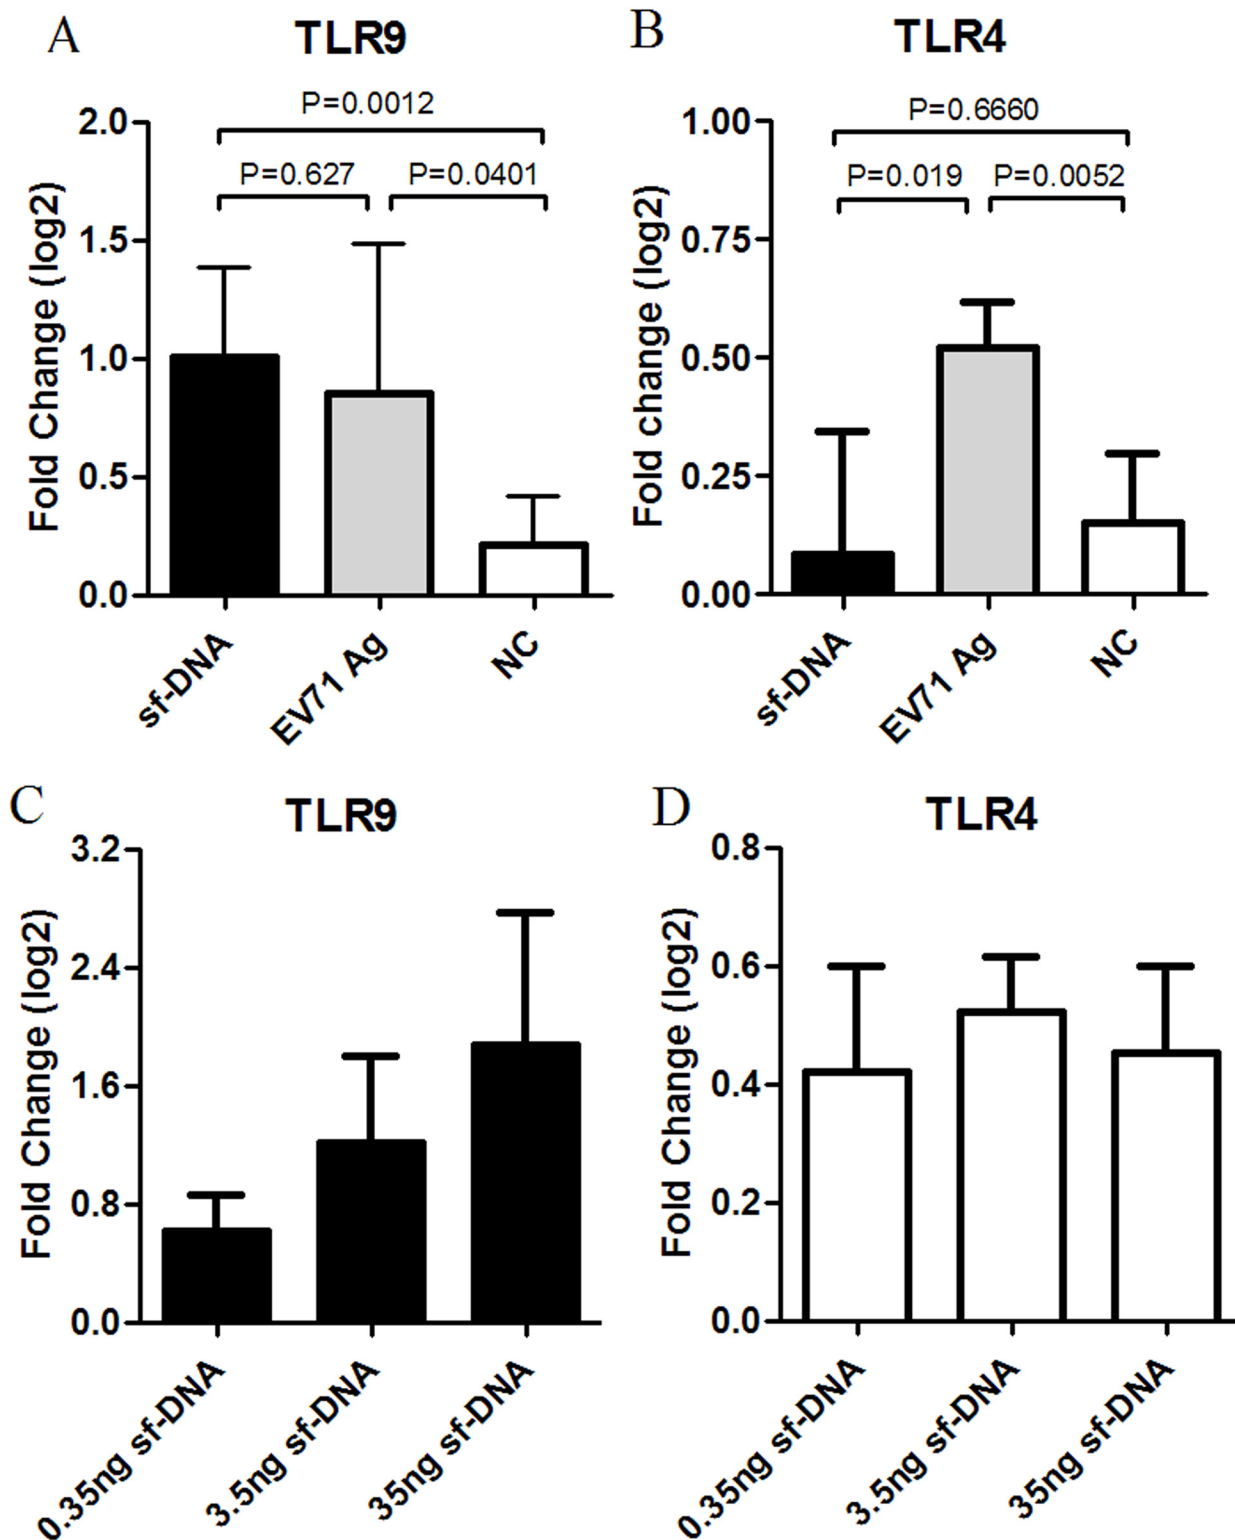 A
TLR9
Fold Change (log2)
2.0
1.5
1.0
0.5
0.0
P=0.0012
P=0.627
P=0.0401
sf-DNA
EV71 Ag
NC
B
TLR4
Fold change (log2)
1.00
0.75
0.50
0.25
0.00
P=0.6660
P=0.019
P=0.0052
sf-DNA
EV71 Ag
NC
C
TLR9
Fold Change (log2)
3.2
2.4
1.6
0.8
0.0
0.35ng sf-DNA
3.5ng sf-DNA
35ng sf-DNA
D
TLR4
Fold Change (log2)
0.8
0.6
0.4
0.2
0.0
0.35ng sf-DNA
3.5ng sf-DNA
35ng sf-DNA